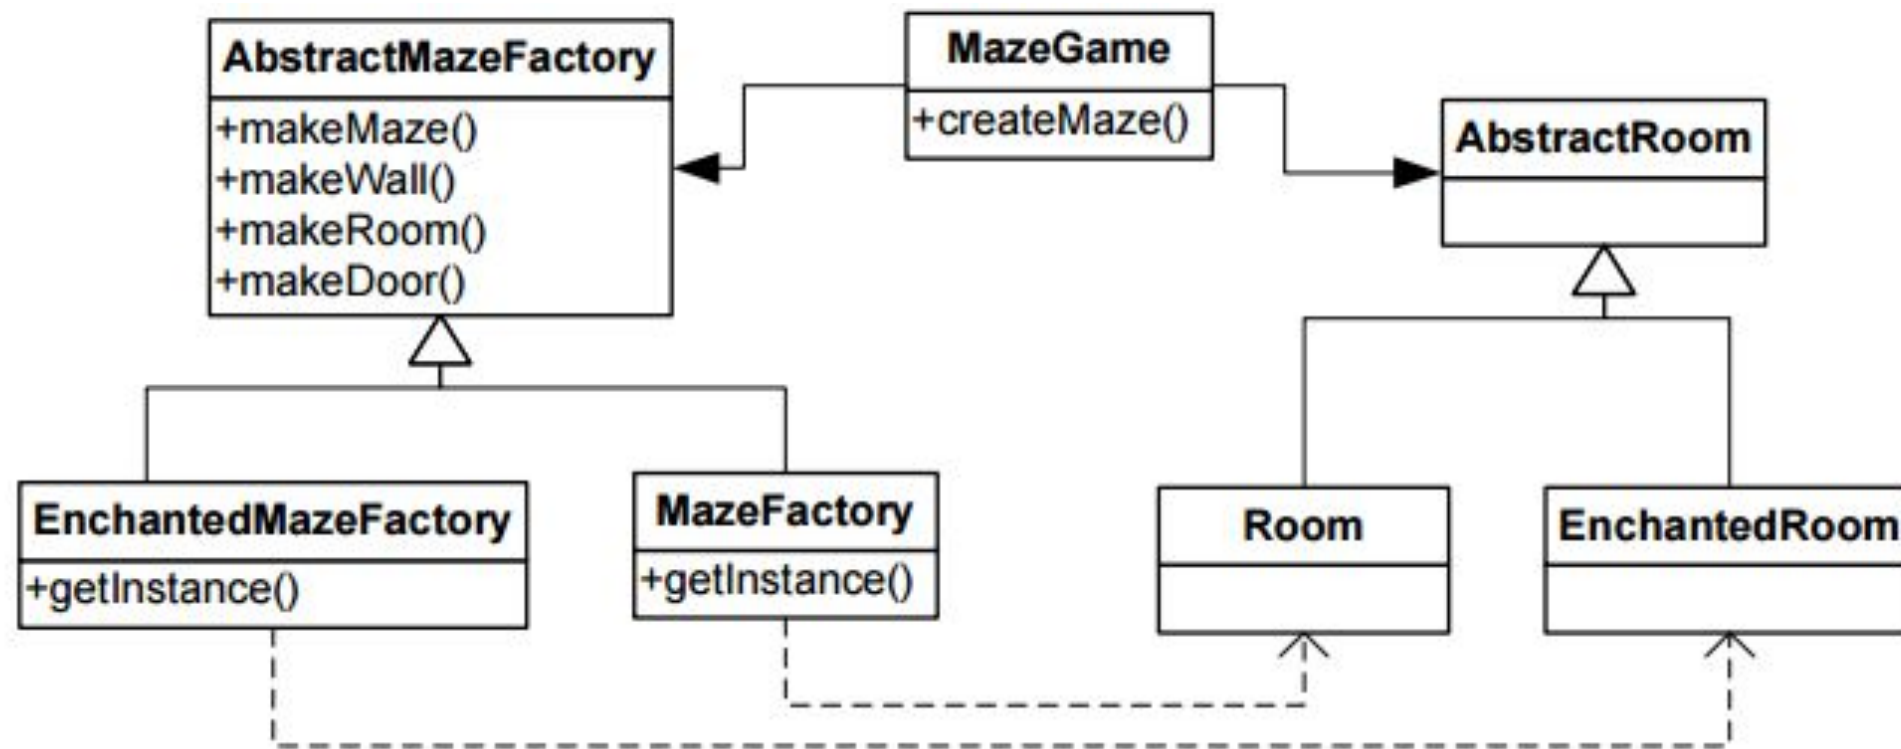 AbstractMazeFactory
+makeMaze()
+makeWall()
+makeRoom()
+makeDoor()
MazeGame
+createMaze()
AbstractRoom
EnchantedMazeFactory
+getInstance()
MazeFactory
+getInstance()
Room
EnchantedRoom